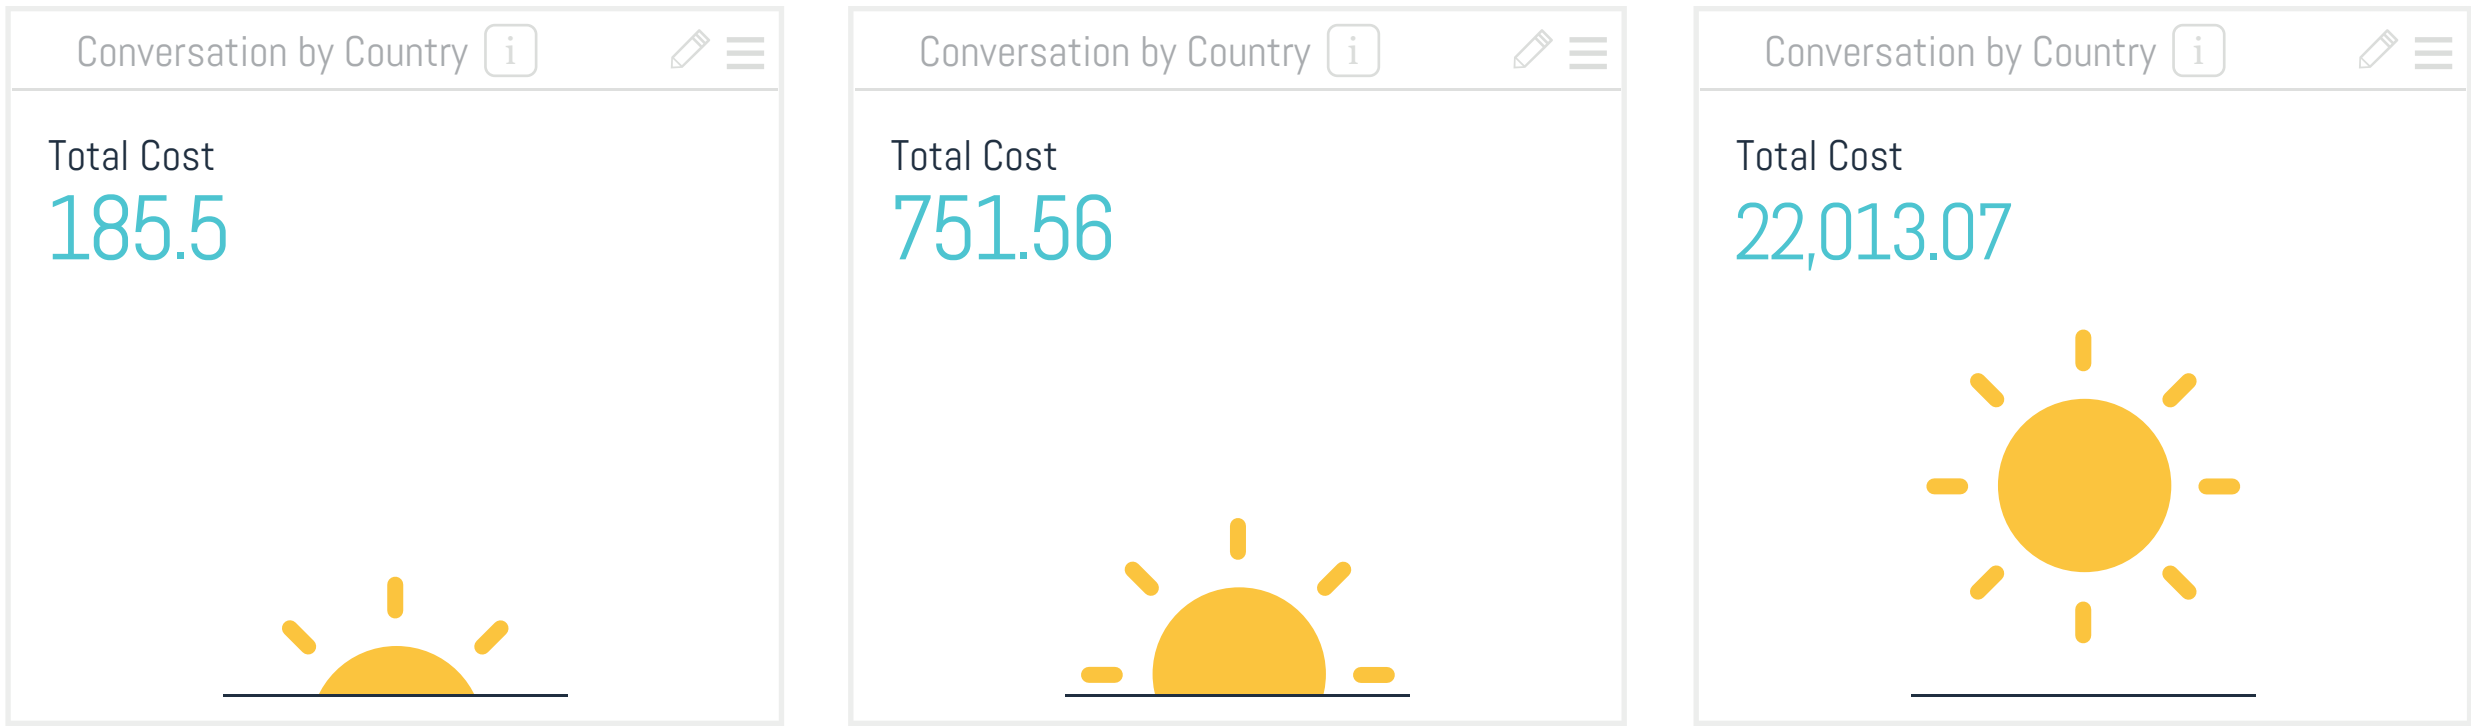 Conversation by Country i
Total Cost
185.5
Conversation by Country i
Total Cost
751.56
Conversation by Country i
Total Cost
22,013.07